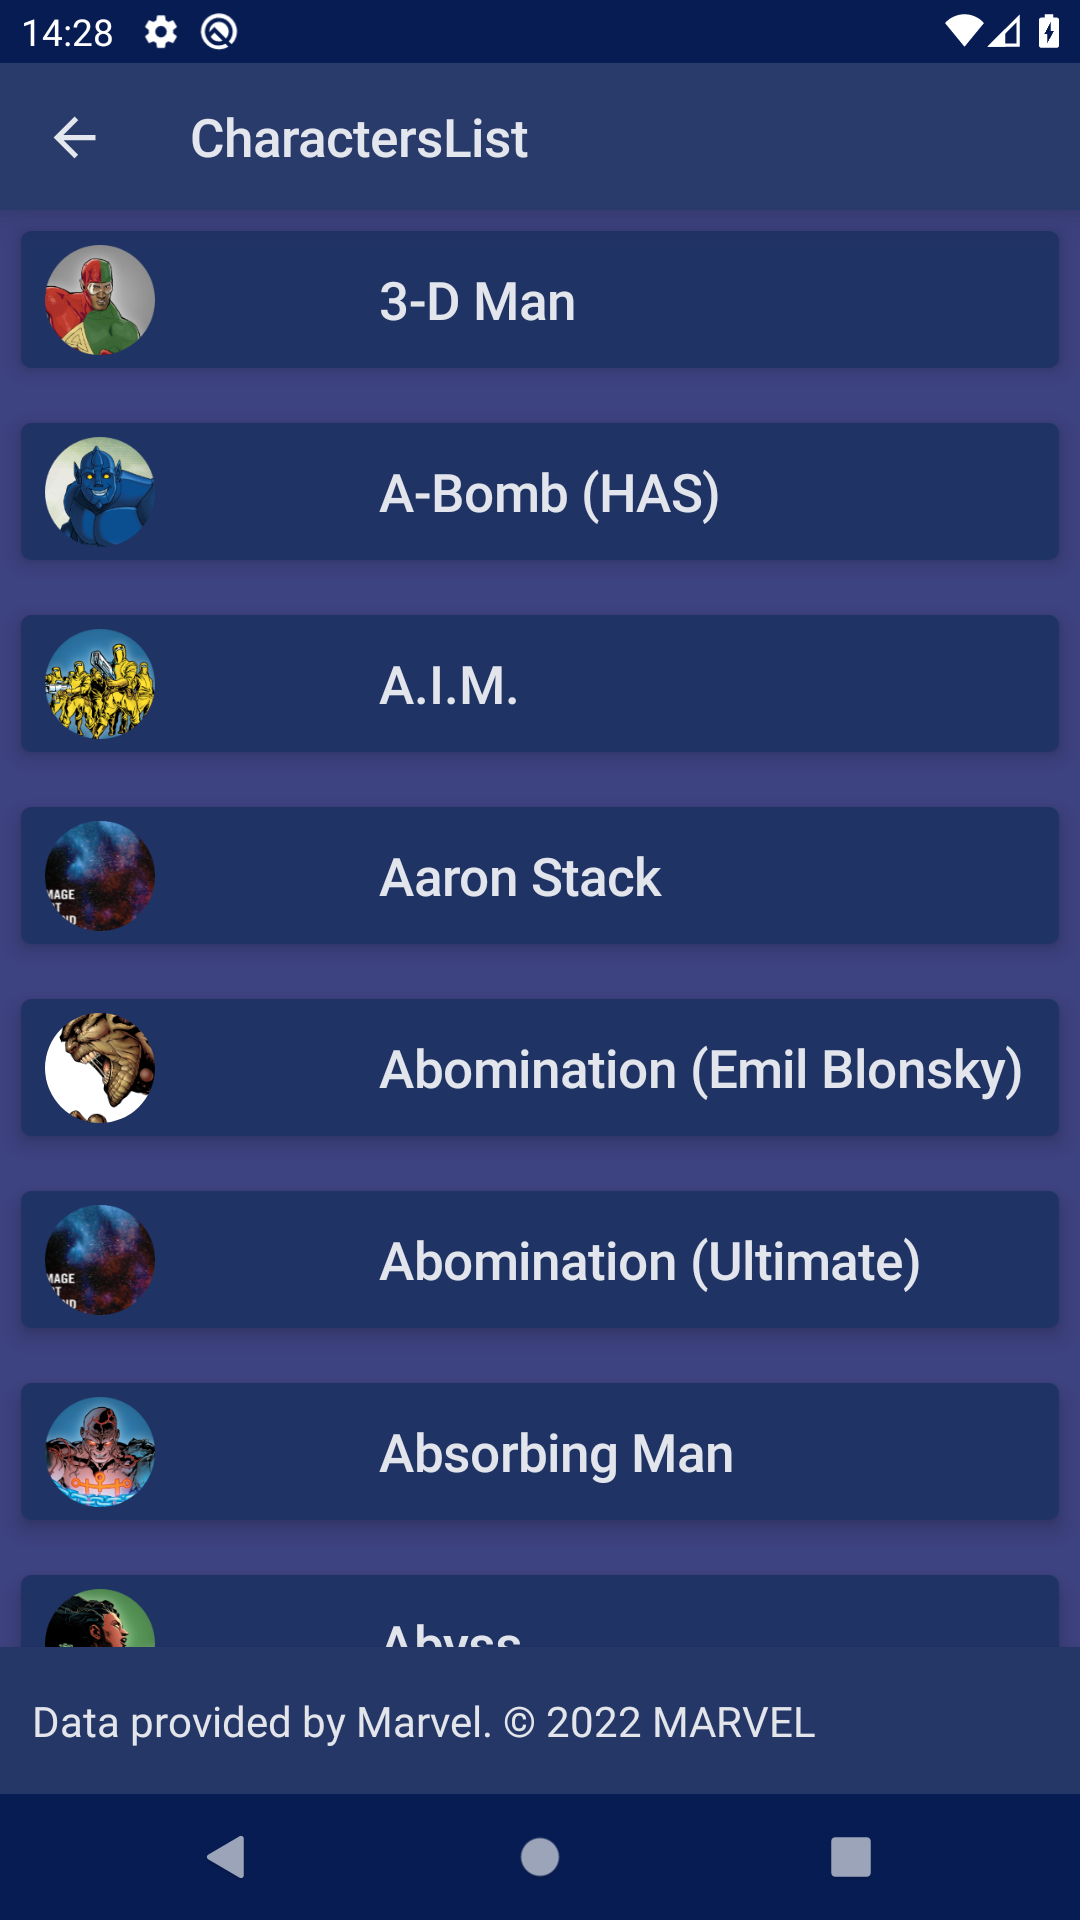 14:28
CharactersList
3-D Man
A-Bomb (HAS)
A.I.M.
Aaron Stack
Abomination (Emil Blonsky)
Abomination (Ultimate)
Absorbing Man
Abyss
Data provided by Marvel. © 2022 MARVEL